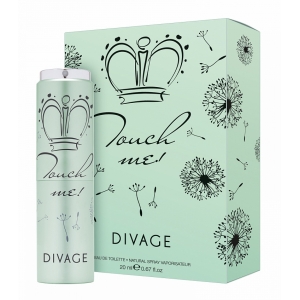 Touch
me!
DIVAGE
Touch
me!
DIVAGE
EAU DE TOILETTE • NATURAL SPRAY VAPORISATEUR
20 ml ℮ 0.67 fl. oz